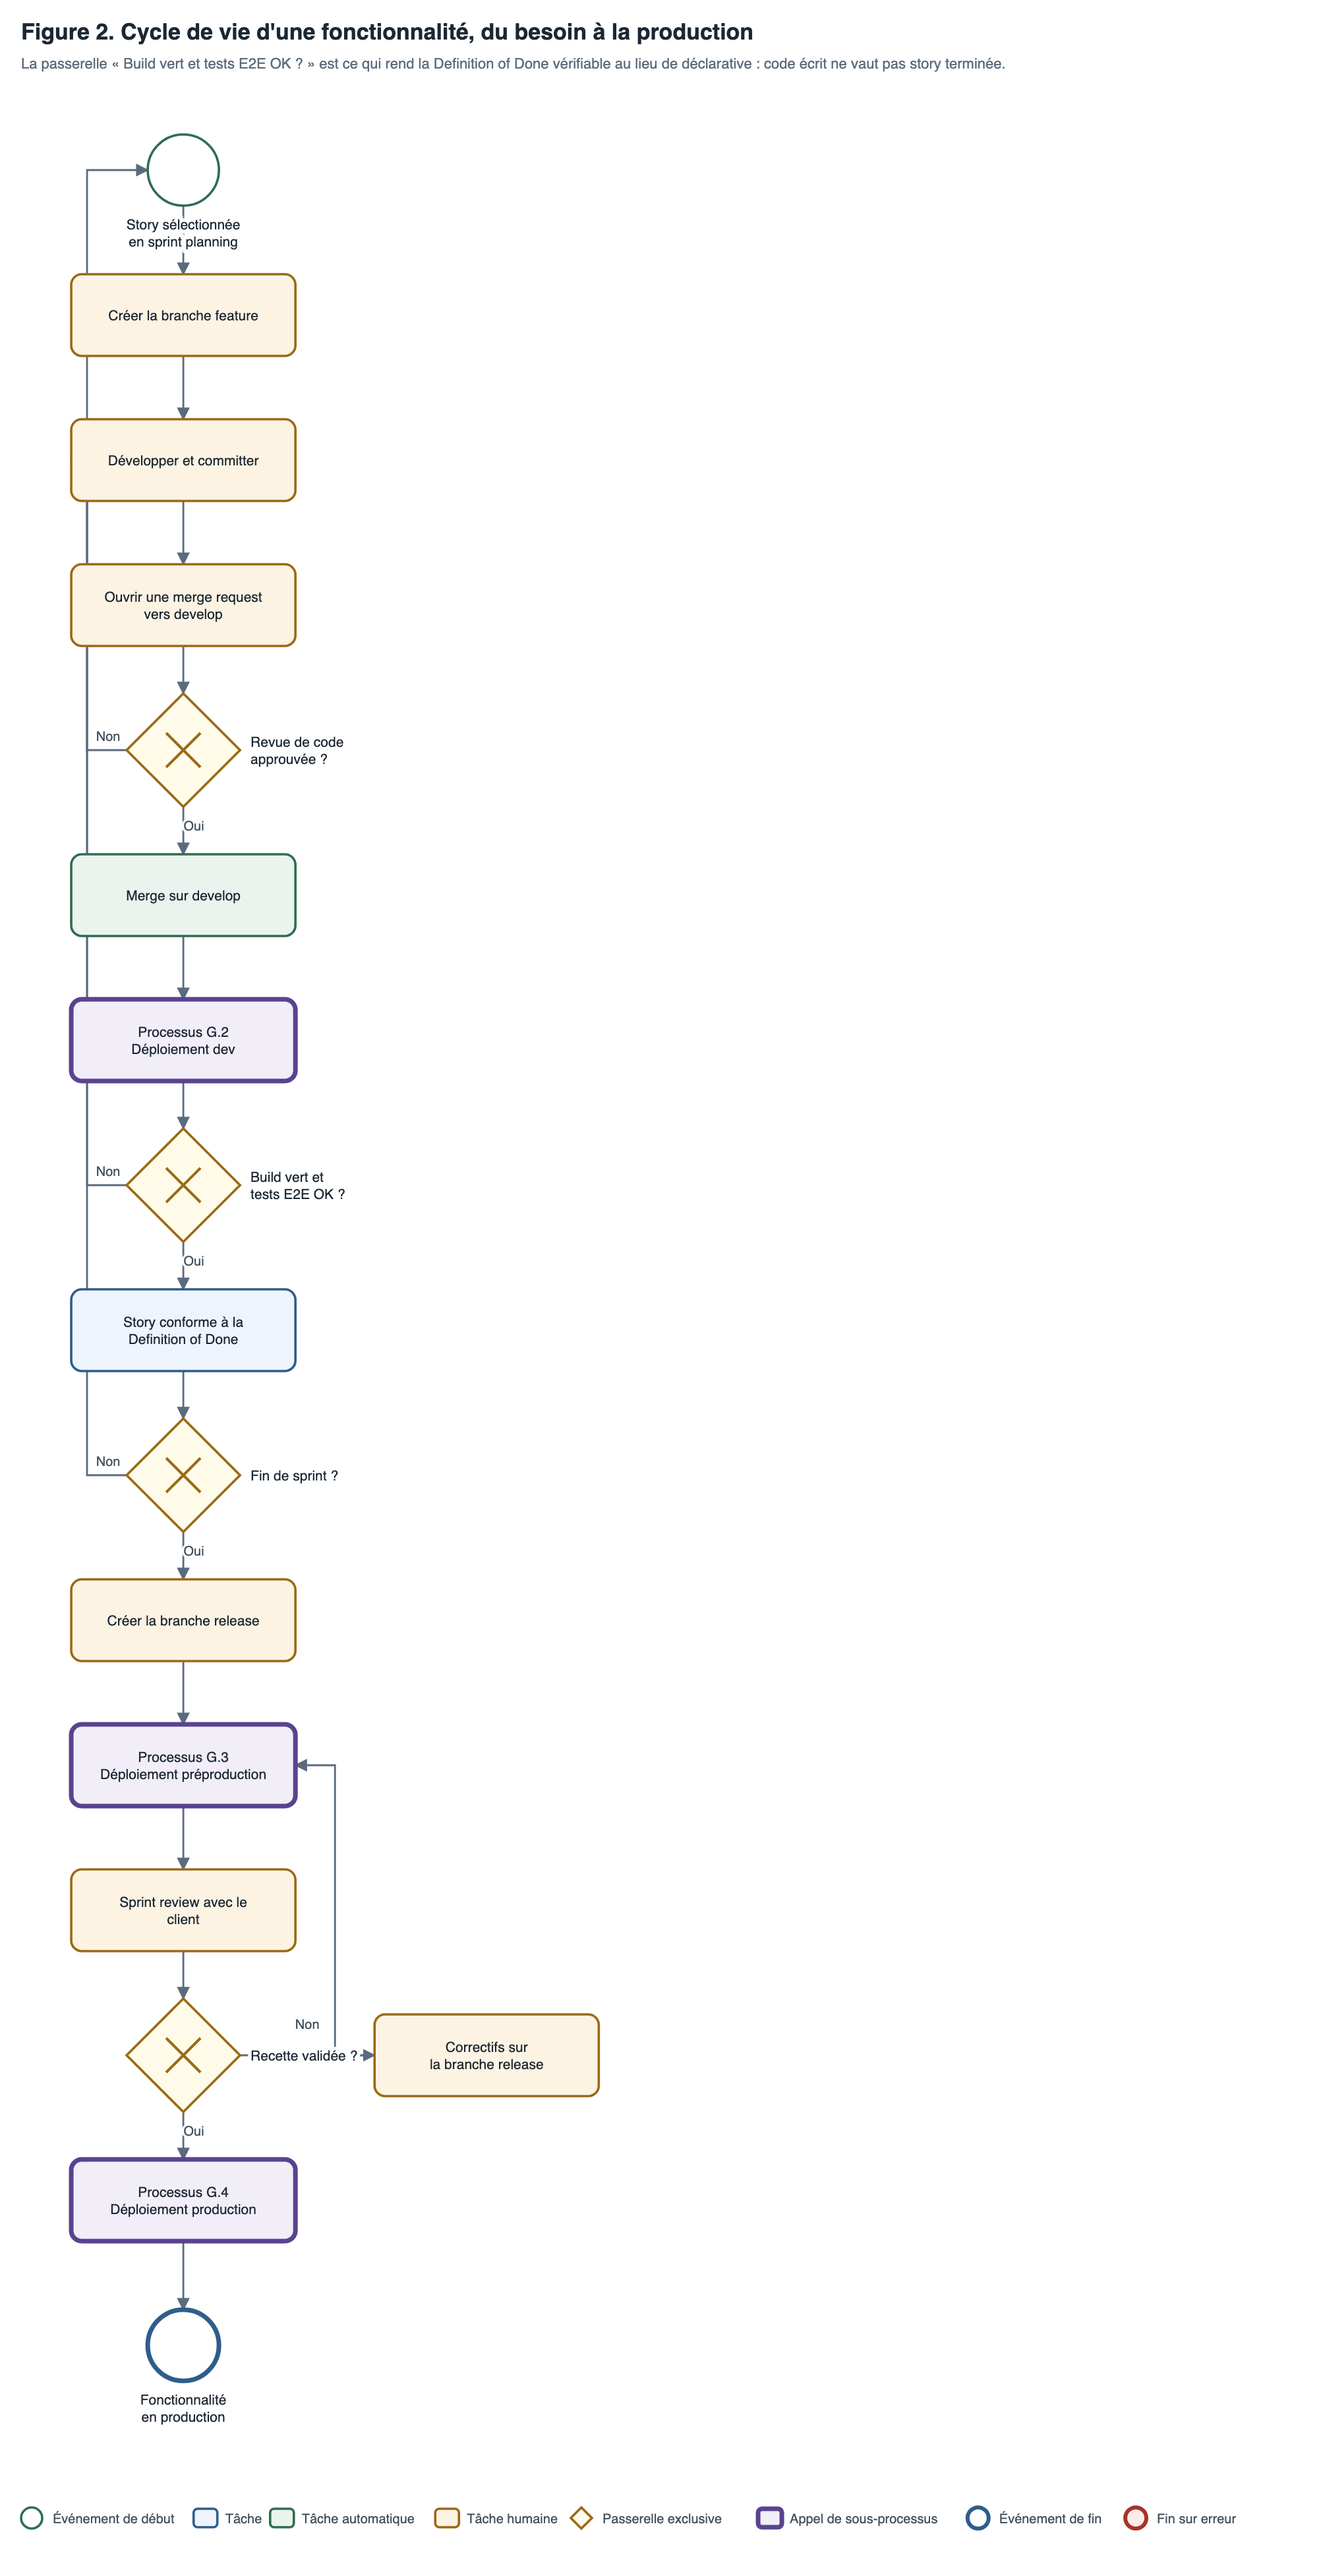 Figure 2. Cycle de vie d'une fonctionnalité, du besoin à la production
La passerelle « Build vert et tests E2E OK ? » est ce qui rend la Definition of Done vérifiable au lieu de déclarative : code écrit ne vaut pas story terminée.
Story sélectionnée
en sprint planning
Créer la branche feature
Développer et committer
Ouvrir une merge request
vers develop
Non
Revue de code
approuvée ?
Oui
Merge sur develop
Processus G.2
Déploiement dev
Non
Build vert et
tests E2E OK ?
Oui
Story conforme à la
Definition of Done
Non
Fin de sprint ?
Oui
Créer la branche release
Processus G.3
Déploiement préproduction
Sprint review avec le
client
Non
Recette validée ?
Correctifs sur
la branche release
Oui
Processus G.4
Déploiement production
Fonctionnalité
en production
Événement de début
Tâche
Tâche automatique
Tâche humaine
Passerelle exclusive
Appel de sous-processus
Événement de fin
Fin sur erreur